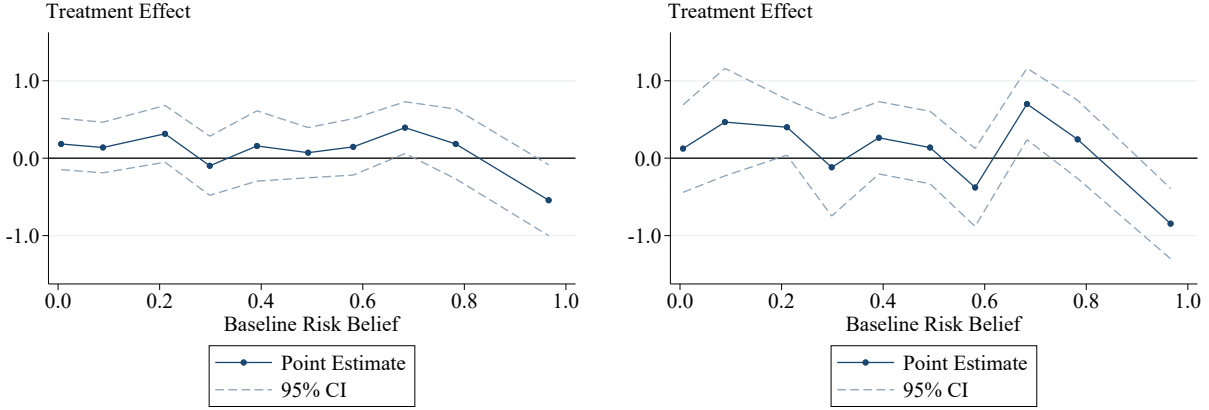 Treatment Effect
1.0
0.0
-1.0
0.0 0.2 0.4 0.6 0.8 1.0
Baseline Risk Belief
Point Estimate
95% CI
Treatment Effect
1.0
0.0
-1.0
0.0 0.2 0.4 0.6 0.8 1.0
Baseline Risk Belief
Point Estimate
95% CI